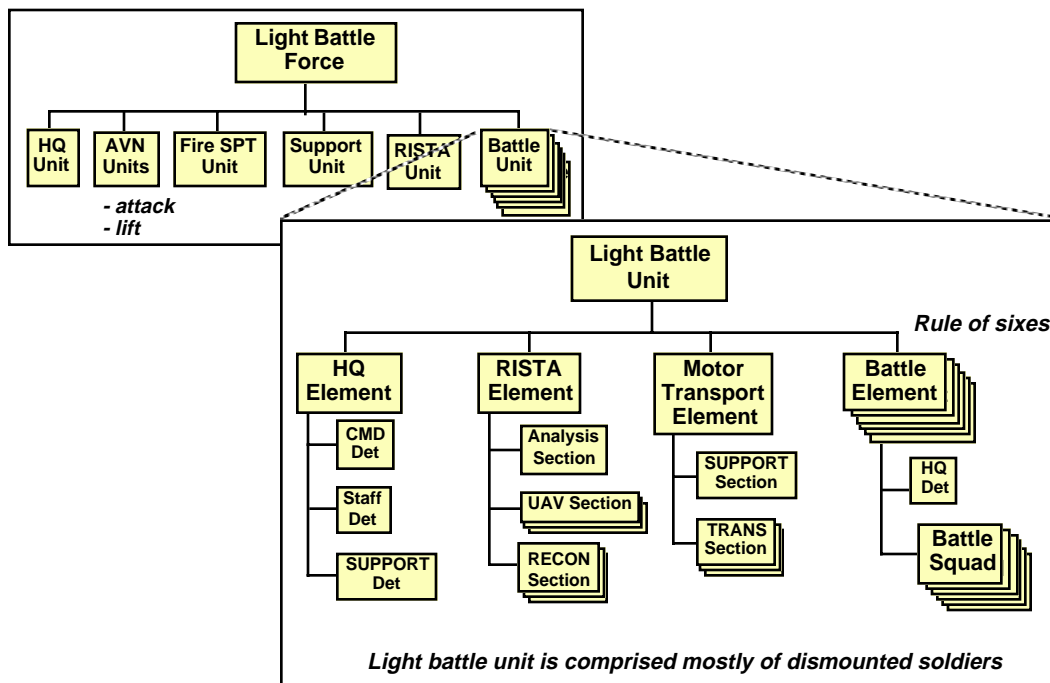 Light Battle
Force
HQ
Unit
AVN
Units
Fire SPT
Unit
Support
Unit
RISTA
Unit
Battle
Unit
- attack
- lift
Light Battle
Unit
Rule of sixes
HQ
Element
RISTA
Element
Motor
Transport
Element
Battle
Element
CMD
Det
Staff
Det
SUPPORT
Det
Analysis
Section
UAV Section
RECON
Section
SUPPORT
Section
TRANS
Section
HQ
Det
Battle
Squad
Light battle unit is comprised mostly of dismounted soldiers